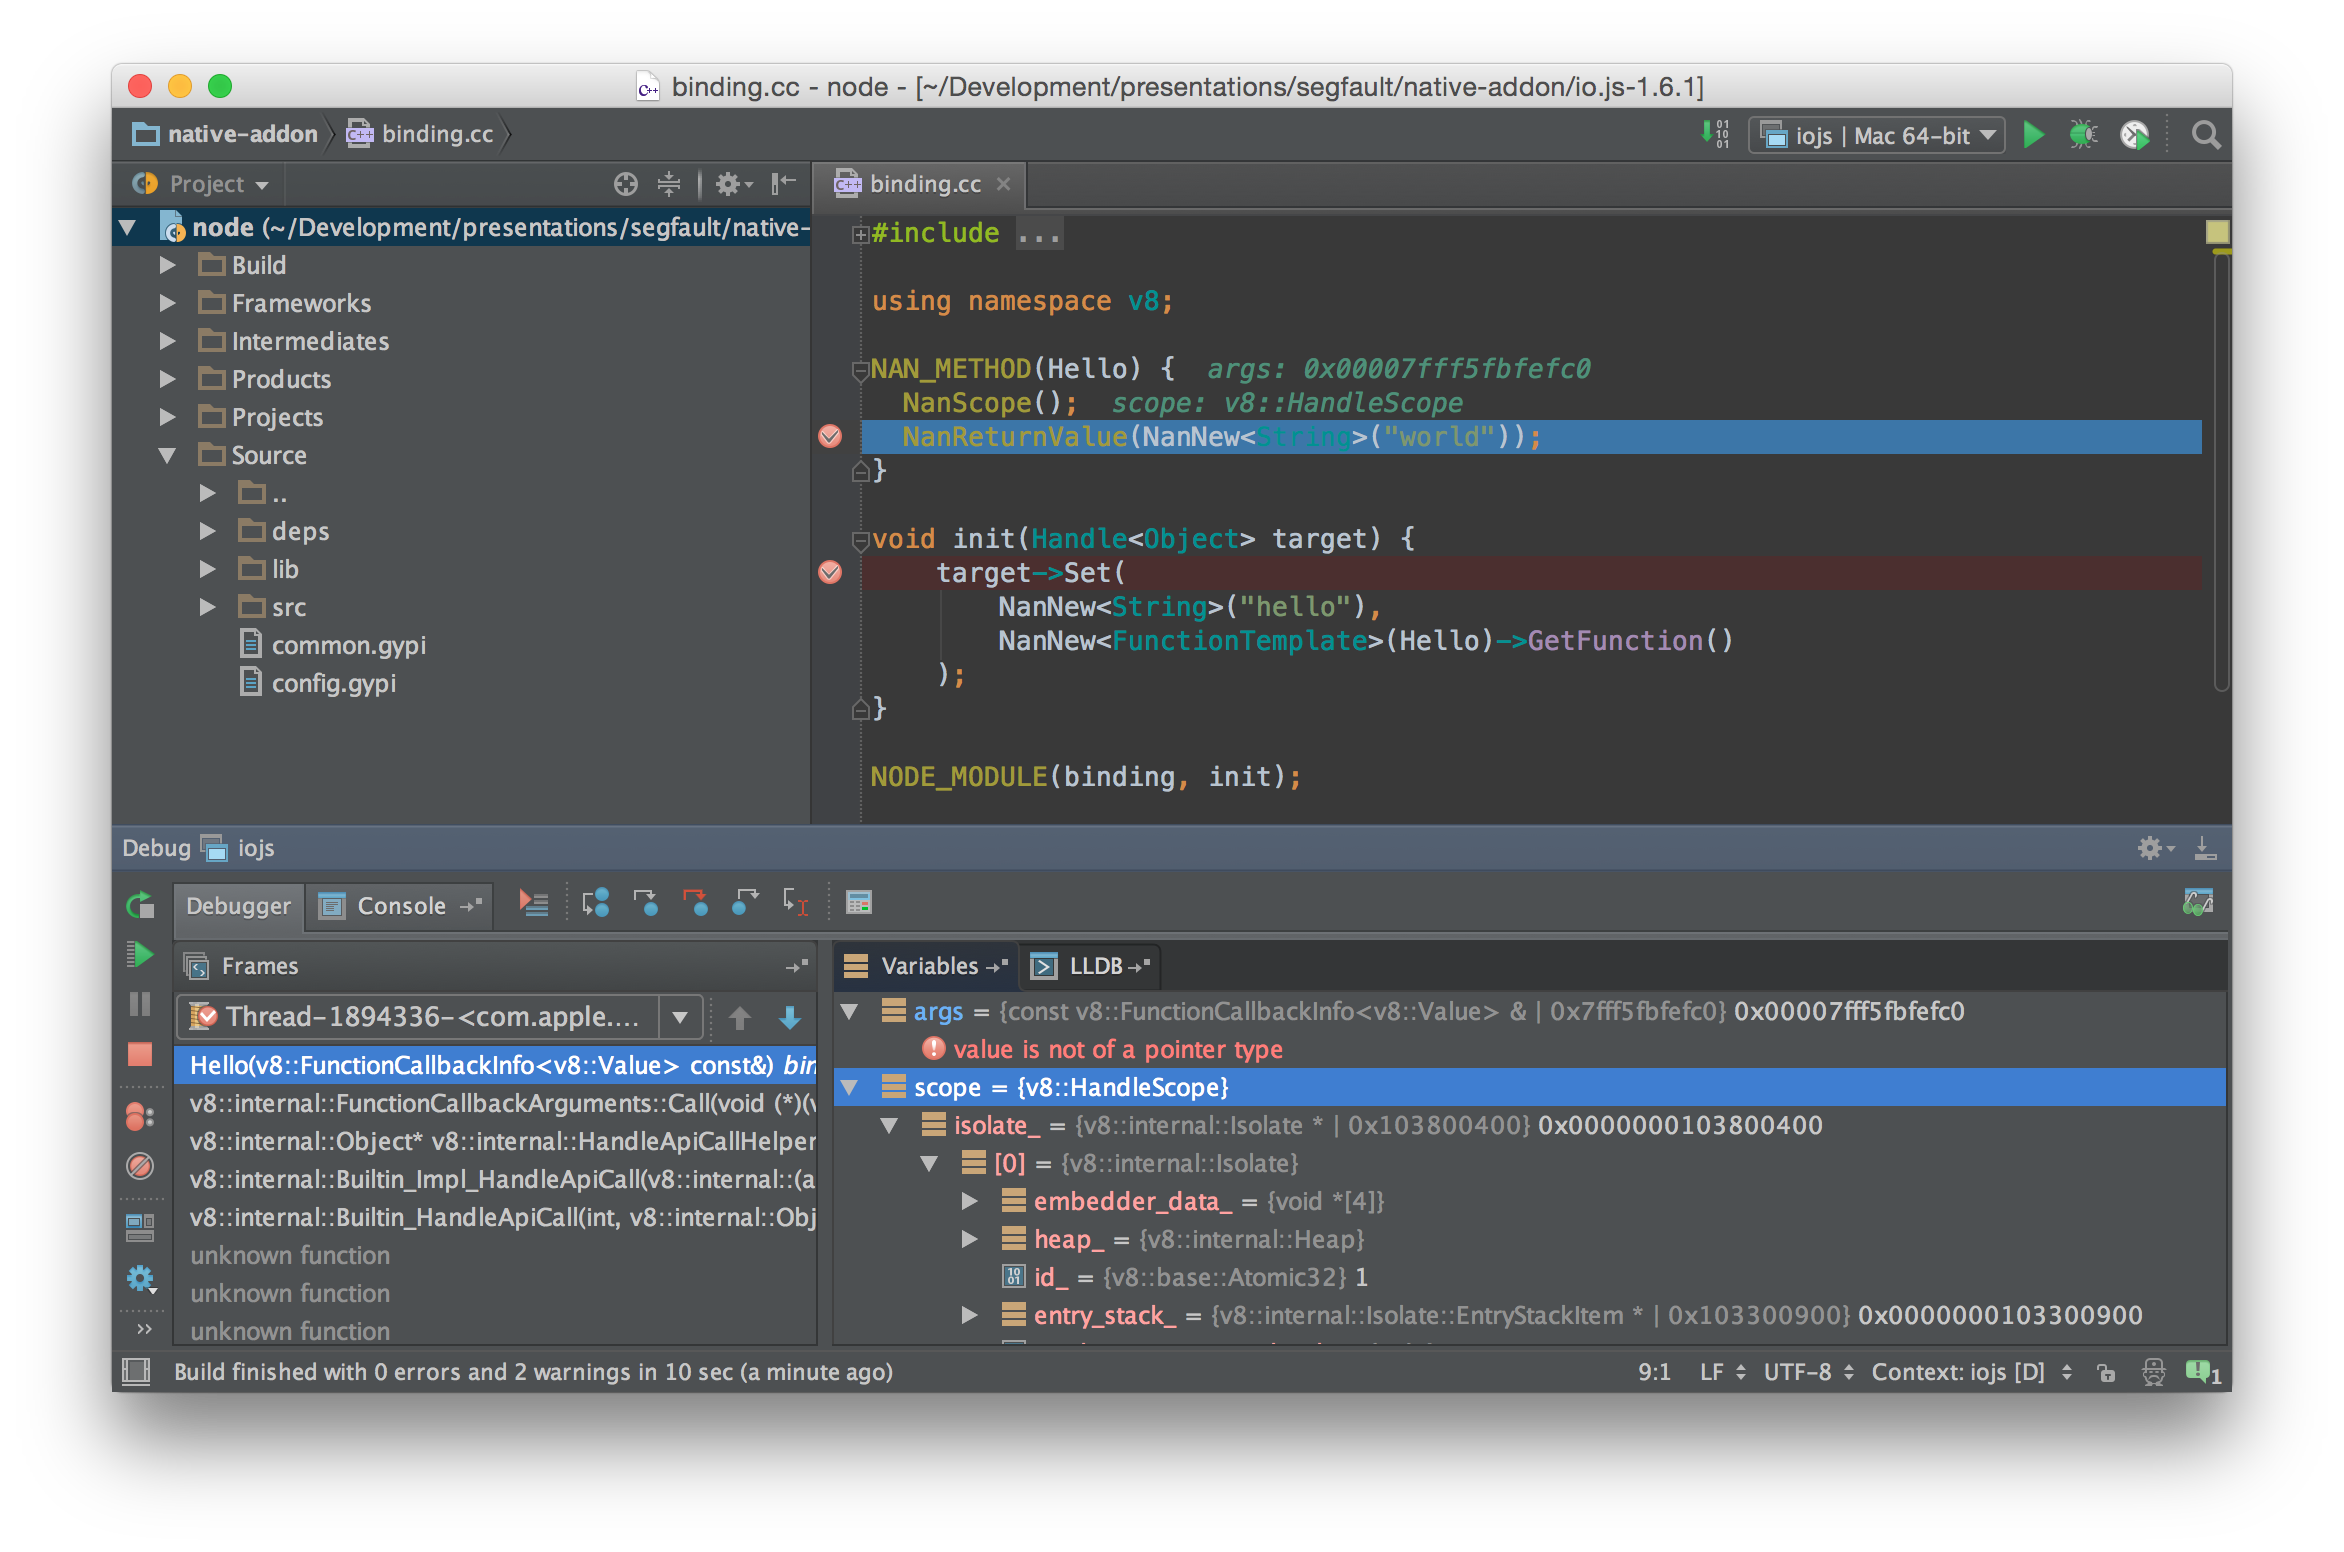 binding.cc - node - [~/Development/presentations/segfault/native-addon/io.js-1.6.1]
native-addon
binding.cc
iojs | Mac 64-bit
Project
binding.cc
node (~/Development/presentations/segfault/native-
Build
Frameworks
Intermediates
Products
Projects
Source
..
deps
lib
src
common.gypi
config.gypi
#include ...
using namespace v8;
NAN_METHOD(Hello) { args: 0x00007fff5fbfefc0
NanScope(); scope: v8::HandleScope
NanReturnValue(NanNew<String>("world"));
}
void init(Handle<Object> target) {
target->Set(
NanNew<String>("hello"),
NanNew<FunctionTemplate>(Hello)->GetFunction()
);
}
NODE_MODULE(binding, init);
Debug iojs
Debugger
Console
Frames
Thread-1894336-<com.apple....
Hello(v8::FunctionCallbackInfo<v8::Value> const&) bin
v8::internal::FunctionCallbackArguments::Call(void (*)(v
v8::internal::Object* v8::internal::HandleApiCallHelper
v8::internal::Builtin_Impl_HandleApiCall(v8::internal::(a
v8::internal::Builtin_HandleApiCall(int, v8::internal::Obj
unknown function
unknown function
unknown function
Variables
LLDB
args = {const v8::FunctionCallbackInfo<v8::Value> & | 0x7fff5fbfefc0} 0x00007fff5fbfefc0
value is not of a pointer type
scope = {v8::HandleScope}
isolate_ = {v8::internal::Isolate * | 0x103800400} 0x0000000103800400
[0] = {v8::internal::Isolate}
embedder_data_ = {void *[4]}
heap_ = {v8::internal::Heap}
id_ = {v8::base::Atomic32} 1
entry_stack_ = {v8::internal::Isolate::EntryStackItem * | 0x103300900} 0x0000000103300900
Build finished with 0 errors and 2 warnings in 10 sec (a minute ago)
9:1 LF UTF-8 Context: iojs [D] 1